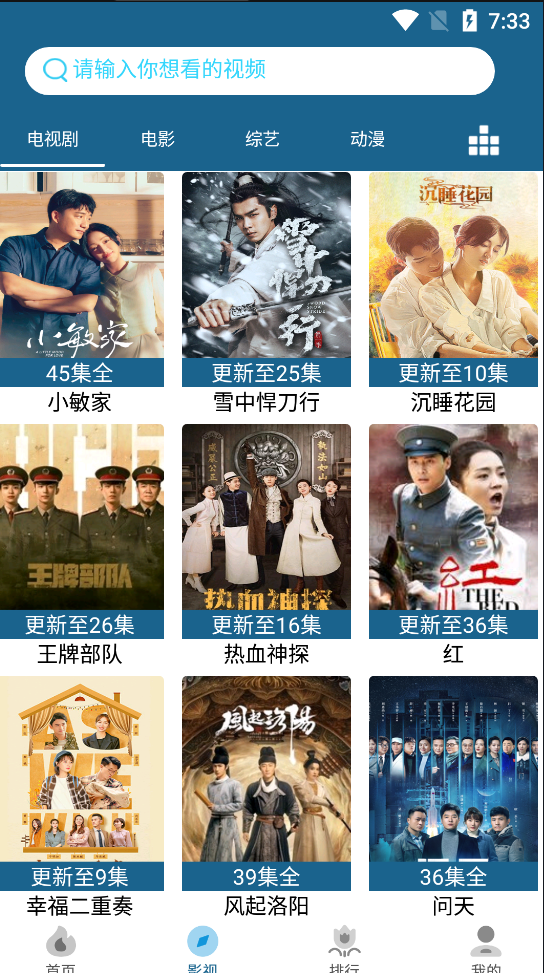 7:33
请输入你想看的视频
电视剧 电影 综艺 动漫
小敏家
雪中悍刀行
沉睡花园
45集全 更新至25集 更新至10集
小敏家 雪中悍刀行 沉睡花园
王牌部队
热血神探
红
THE RED
更新至26集 更新至16集 更新至36集
王牌部队 热血神探 红
風起洛陽
更新至9集 39集全 36集全
幸福二重奏 风起洛阳 问天
首页 影视 排行 我的